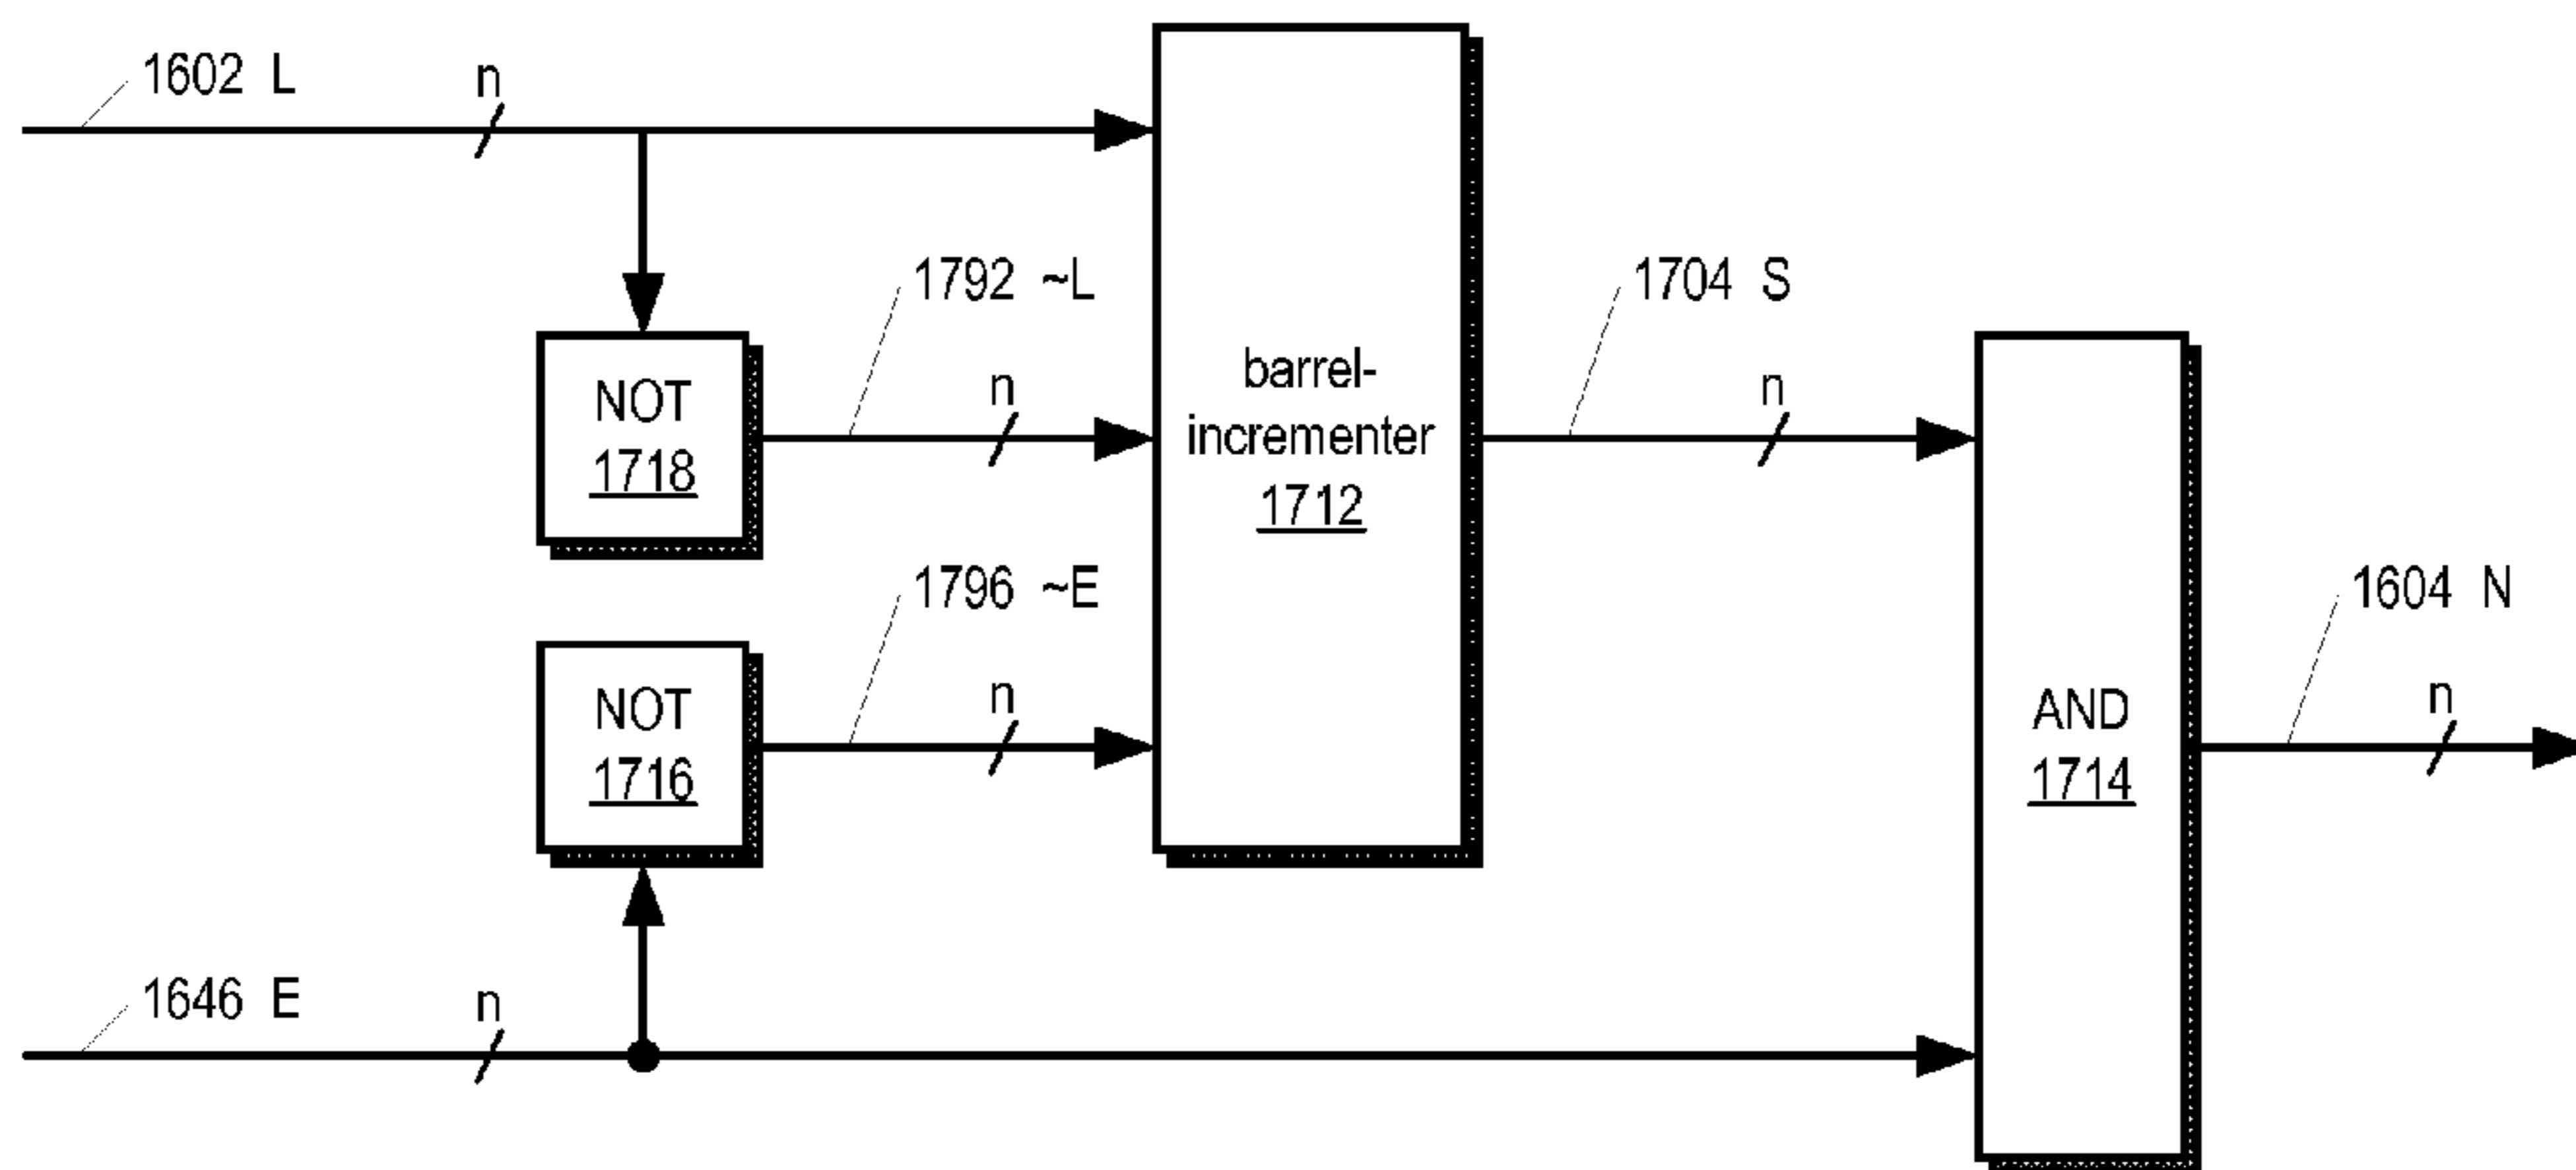 1602 L
n
NOT
1718
1792 ~L
n
barrel-
incrementer
1712
1704 S
n
NOT
1716
1796 ~E
n
AND
1714
1604 N
n
1646 E
n